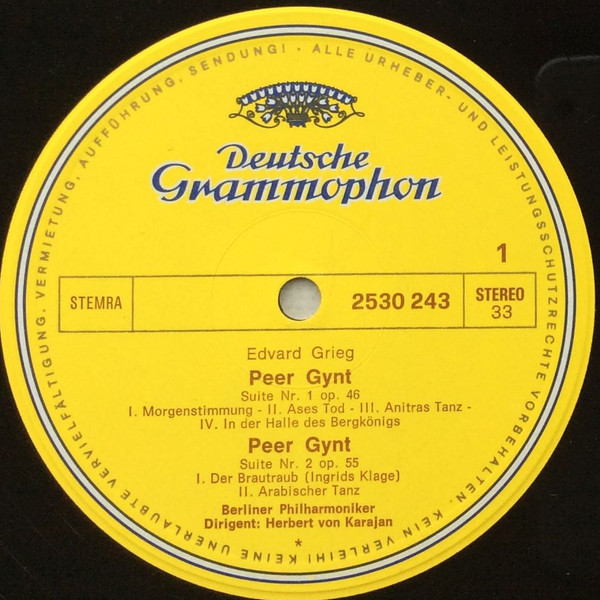 ALLE URHEBER- UND LEISTUNGSSCHUTZRECHTE VORBEHALTEN. KEIN VERLEIH! KEINE UNERLAUBTE VERVIELFÄLTIGUNG, VERMIETUNG, AUFFÜHRUNG, SENDUNG! ·
Deutsche
Grammophon
1
STEMRA
2530 243
STEREO
33
Edvard Grieg
Peer Gynt
Suite Nr. 1 op. 46
I. Morgenstimmung - II. Ases Tod - III. Anitras Tanz -
IV. In der Halle des Bergkönigs
Peer Gynt
Suite Nr. 2 op. 55
I. Der Brautraub (Ingrids Klage)
II. Arabischer Tanz
Berliner Philharmoniker
Dirigent: Herbert von Karajan
*